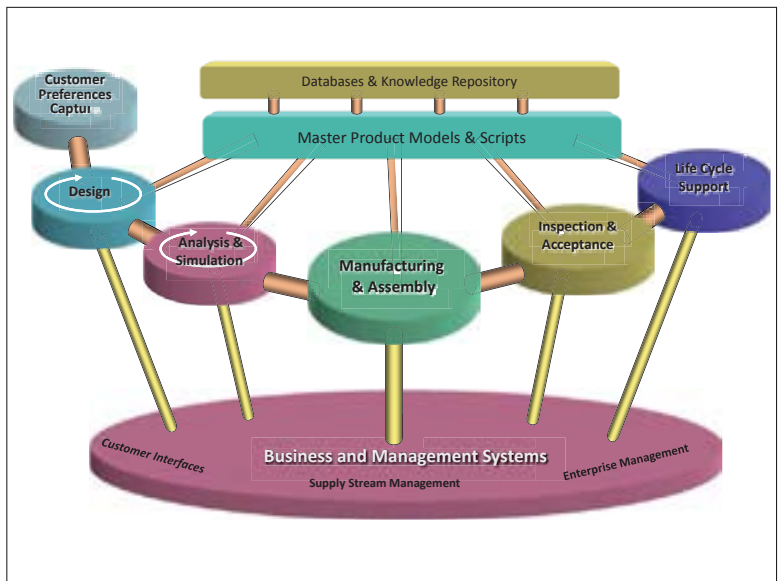 Customer
Preferences
Captur
Databases & Knowledge Repository
Master Product Models & Scripts
Design
Life Cycle
Support
Analysis &
Simulation
Inspection &
Acceptance
Manufacturing
& Assembly
Customer Interfaces
Business and Management Systems
Enterprise Management
Supply Stream Management